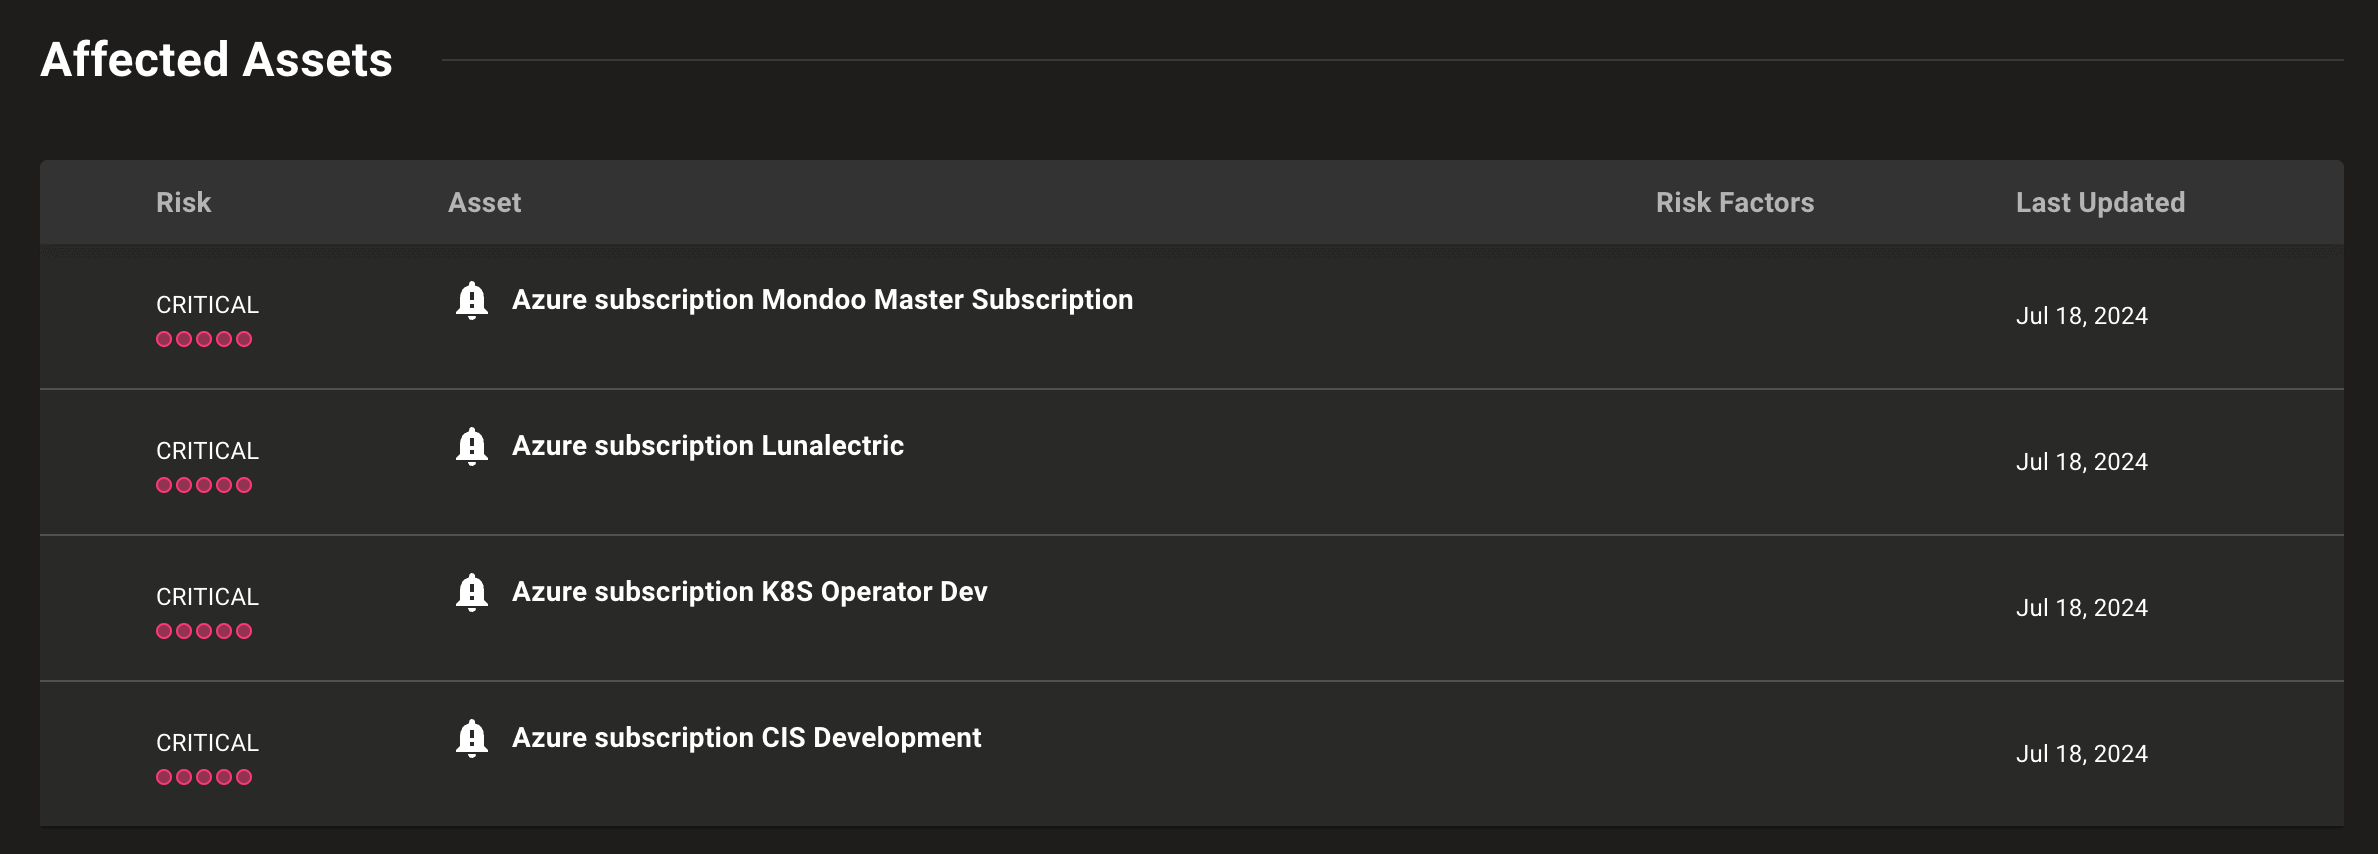 Affected Assets
Risk Asset Risk Factors Last Updated
CRITICAL Azure subscription Mondoo Master Subscription Jul 18, 2024
CRITICAL Azure subscription Lunalectric Jul 18, 2024
CRITICAL Azure subscription K8S Operator Dev Jul 18, 2024
CRITICAL Azure subscription CIS Development Jul 18, 2024